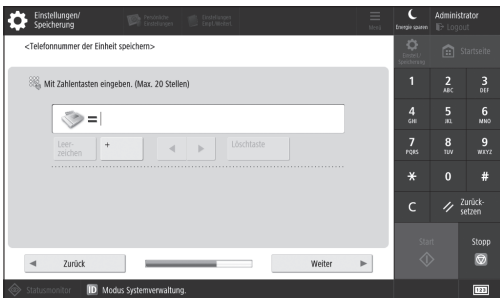 Einstellungen/
Speicherung
Persönliche
Einstellungen
Einstellungen
Menü
Energie sparen
Administrator
Logout
<Telefonnummer der Einheit speichern>
Startseite
Mit Zahlentasten eingeben. (Max. 20 Stellen)
=
Leer-
zeichen
+
Löschtaste
1
2
ABC
3
DEF
4
GHI
5
JKL
6
MNO
7
PQRS
8
TUV
9
WXYZ
*
0
#
C
Zurück-
setzen
Start
Stopp
Zurück
Weiter
Statusmonitor
ID Modus Systemverwaltung.
123